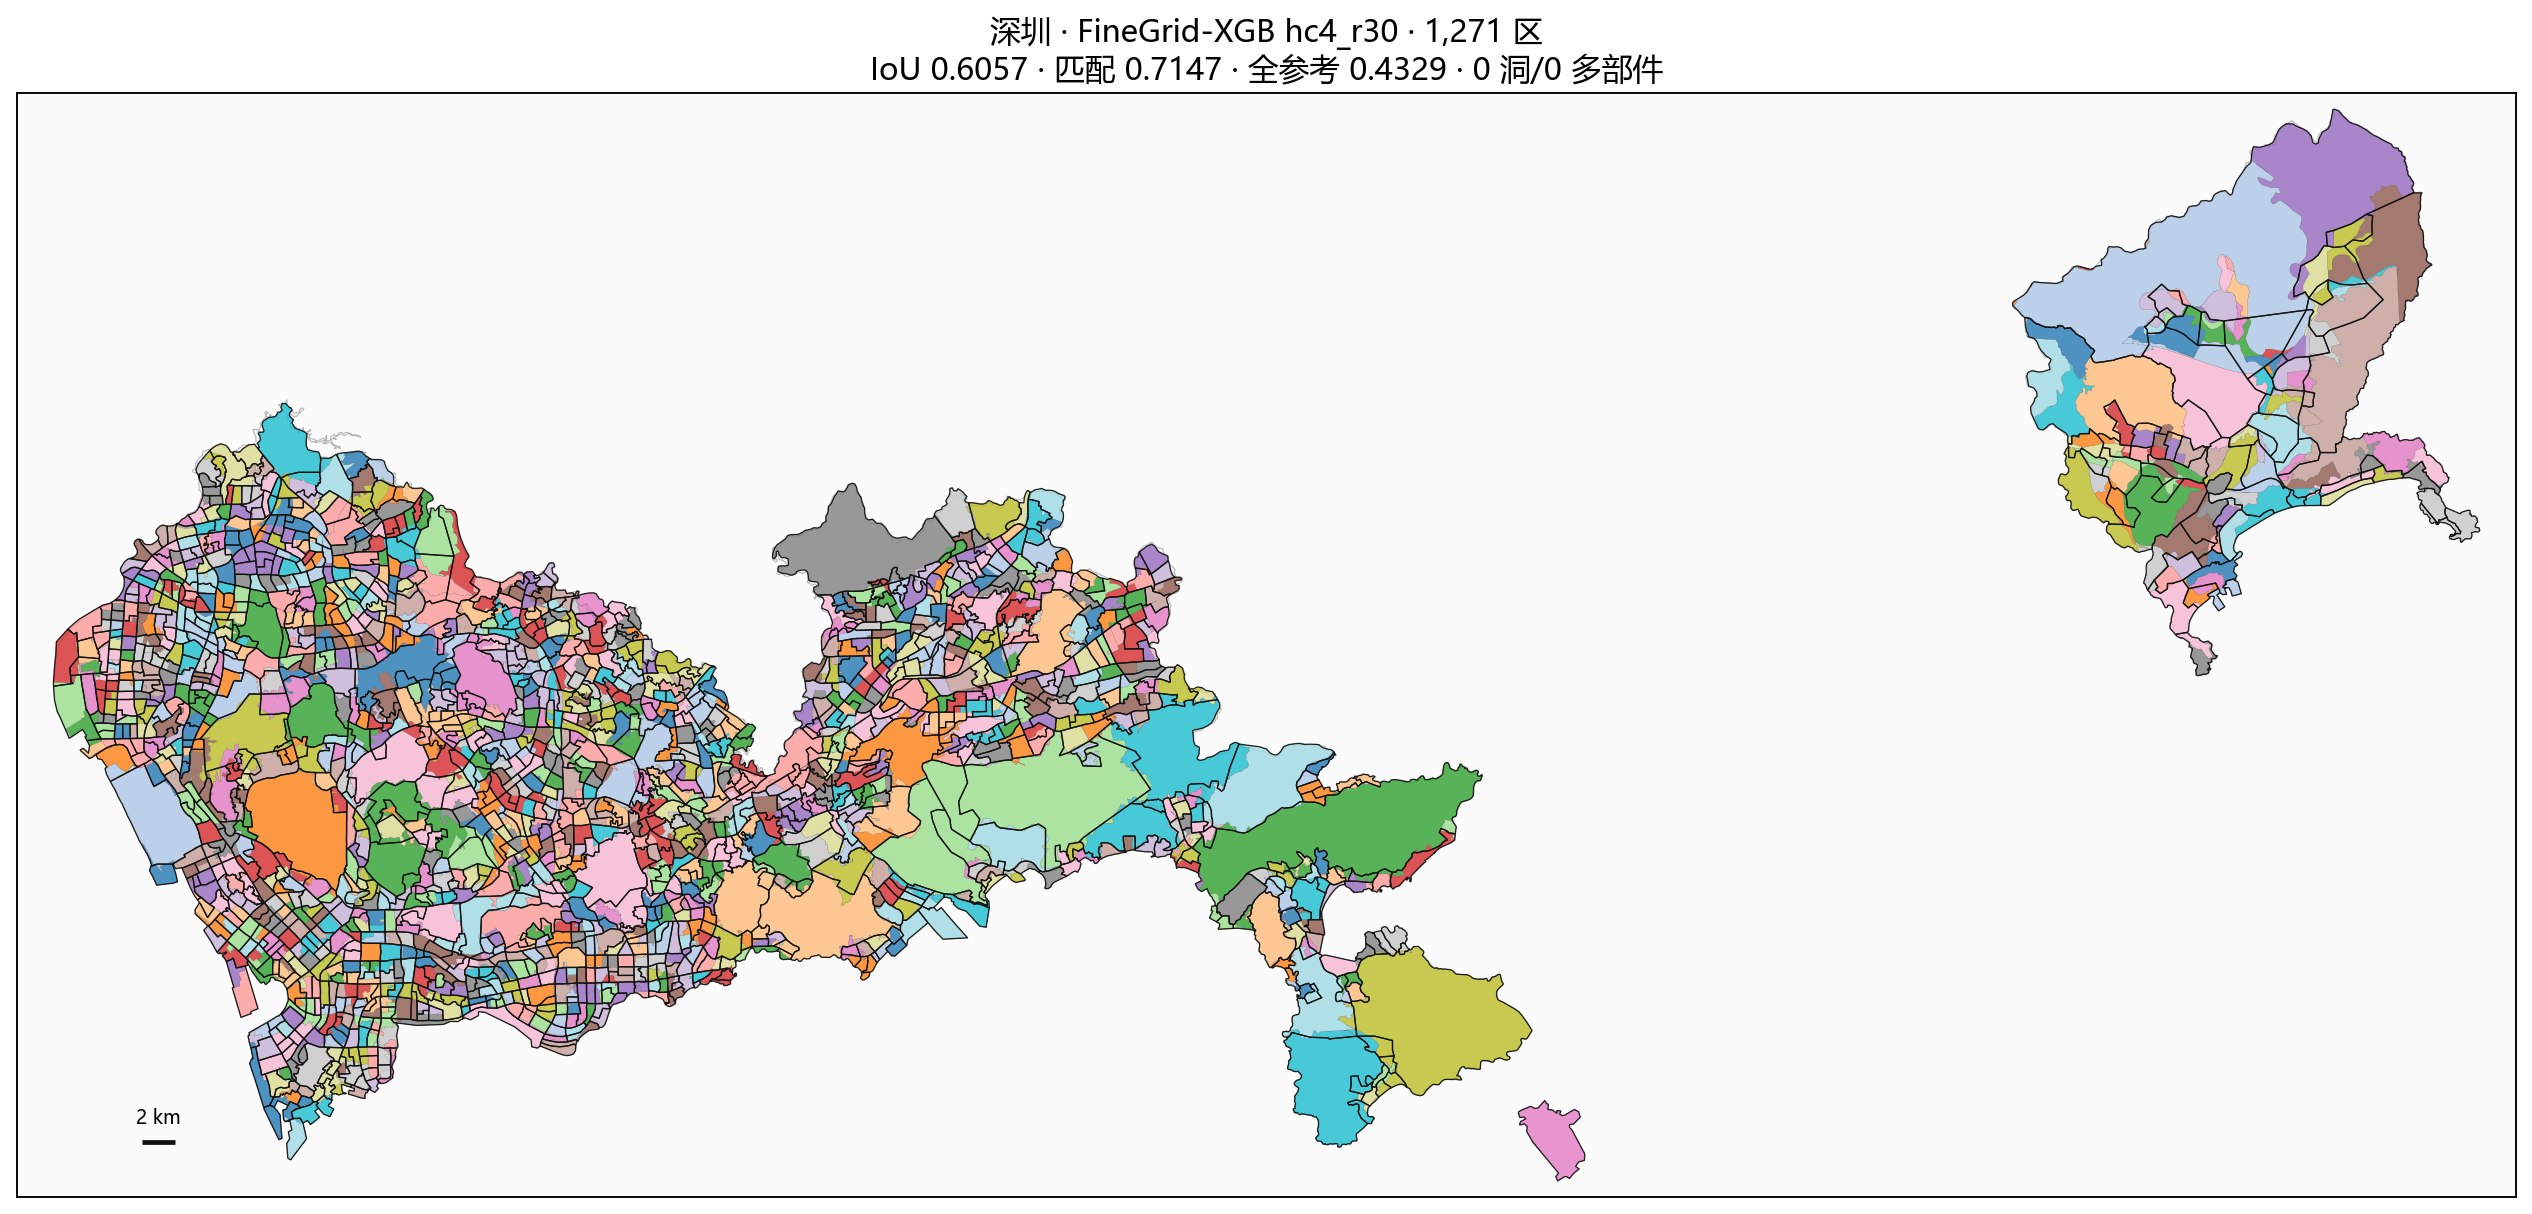 深圳 · FineGrid-XGB hc4_r30 · 1,271 区
IoU 0.6057 · 匹配 0.7147 · 全参考 0.4329 · 0 洞/0 多部件
2 km